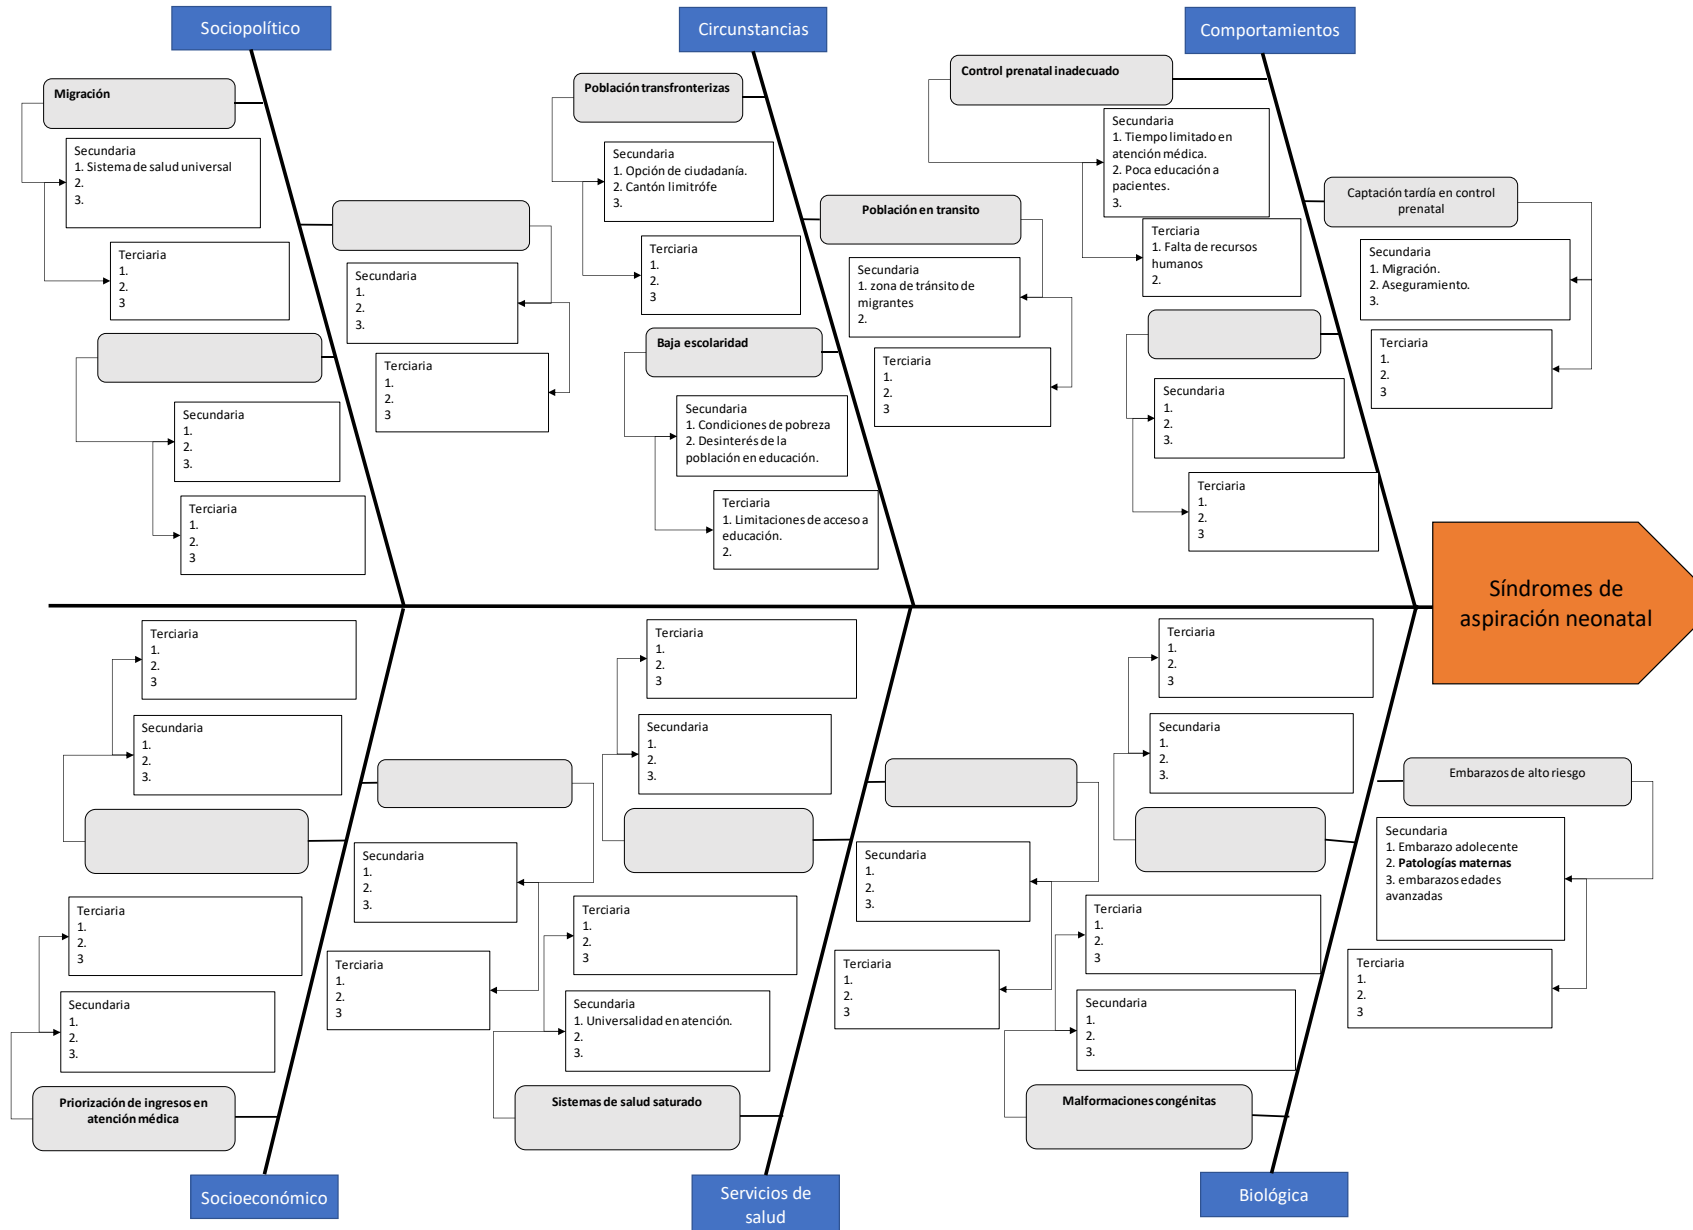 Sociopolítico
Circunstancias
Comportamientos
Migración
Secundaria
1. Sistema de salud universal
2.
3.
Terciaria
1.
2.
3
Secundaria
1.
2.
3.
Terciaria
1.
2.
3
Secundaria
1.
2.
3.
Terciaria
1.
2.
3
Población transfronterizas
Secundaria
1. Opción de ciudadanía.
2. Cantón limitrófe
3.
Terciaria
1.
2.
3
Población en transito
Secundaria
1. zona de tránsito de
migrantes
2.
Terciaria
1.
2.
3
Baja escolaridad
Secundaria
1. Condiciones de pobreza
2. Desinterés de la
población en educación.
Terciaria
1. Limitaciones de acceso a
educación.
2.
Control prenatal inadecuado
Secundaria
1. Tiempo limitado en
atención médica.
2. Poca educación a
pacientes.
3.
Terciaria
1. Falta de recursos
humanos
2.
Captación tardía en control
prenatal
Secundaria
1. Migración.
2. Aseguramiento.
3.
Terciaria
1.
2.
3
Secundaria
1.
2.
3.
Terciaria
1.
2.
3
Síndromes de
aspiración neonatal
Terciaria
1.
2.
3
Secundaria
1.
2.
3.
Secundaria
1.
2.
3.
Terciaria
1.
2.
3
Terciaria
1.
2.
3
Secundaria
1.
2.
3.
Priorización de ingresos en
atención médica
Terciaria
1.
2.
3
Secundaria
1.
2.
3.
Secundaria
1.
2.
3.
Terciaria
1.
2.
3
Terciaria
1.
2.
3
Secundaria
1. Universalidad en atención.
2.
3.
Sistemas de salud saturado
Terciaria
1.
2.
3
Secundaria
1.
2.
3.
Embarazos de alto riesgo
Secundaria
1. Embarazo adolecente
2. Patologías maternas
3. embarazos edades
avanzadas
Terciaria
1.
2.
3
Terciaria
1.
2.
3
Secundaria
1.
2.
3.
Malformaciones congénitas
Socioeconómico
Servicios de
salud
Biológica